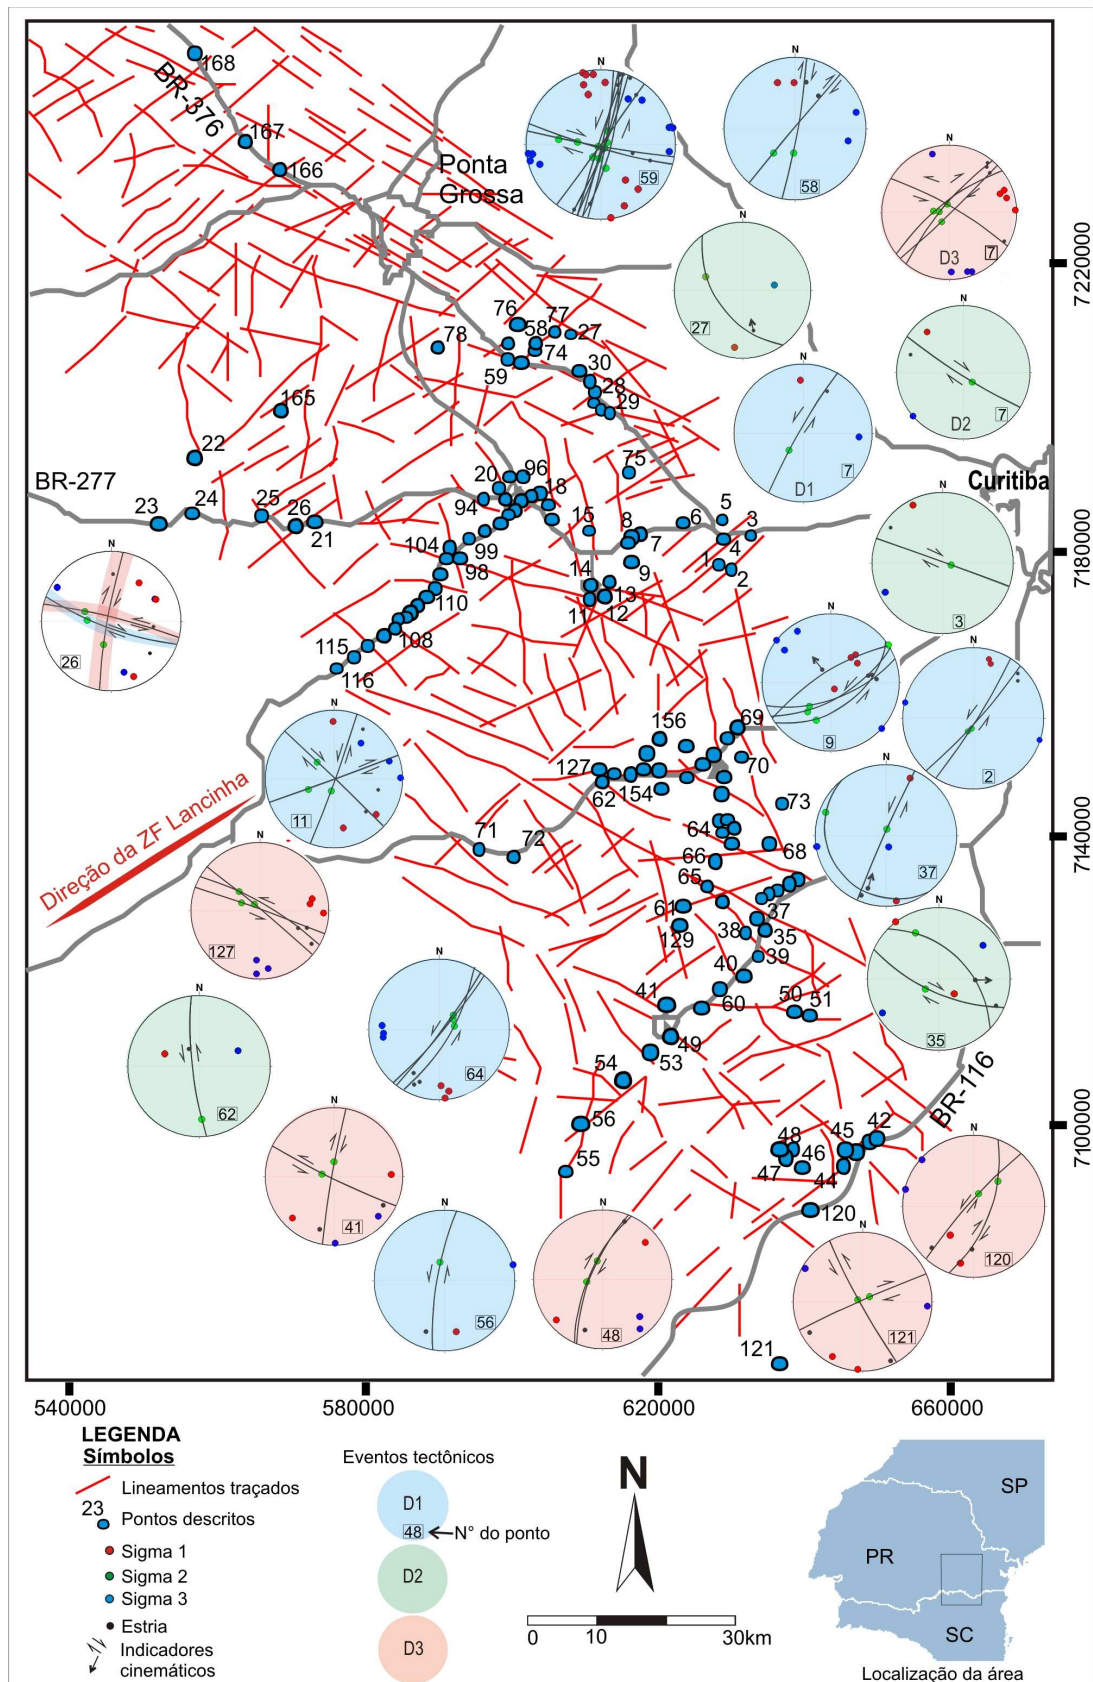 168
BR-376
167
166
Ponta
Grossa
N
59
N
58
N
D3
7
7220000
N
27
N
D2
7
76
58
77
27
74
78
59
30
28
29
N
D1
7
165
22
BR-277
23
24
25
26
21
20
96
94
18
75
15
8
7
6
5
3
4
1
2
Curitiba
7180000
104
99
98
9
14
13
11
12
110
108
115
116
N
3
N
26
N
9
N
2
156
69
127
62
154
70
73
71
72
N
11
Direção da ZF Lancinha
64
68
66
65
61
129
37
38
35
39
N
37
7140000
N
127
40
41
60
50
51
49
53
54
N
35
N
62
N
64
BR-116
56
55
48
47
46
45
44
42
120
7100000
N
41
N
56
N
48
N
120
N
121
121
540000
580000
620000
660000
LEGENDA
Símbolos
Lineamentos traçados
23
Pontos descritos
Sigma 1
Sigma 2
Sigma 3
Estria
Indicadores
cinemáticos
Eventos tectônicos
D1
48
N° do ponto
D2
D3
N
0
10
30km
SP
PR
SC
Localização da área